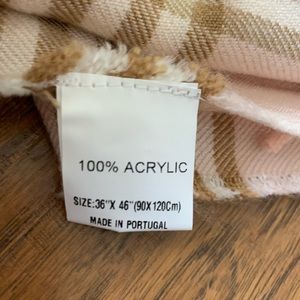 100% ACRYLIC
SIZE:36"X 46"(90X120Cm)
MADE IN PORTUGAL